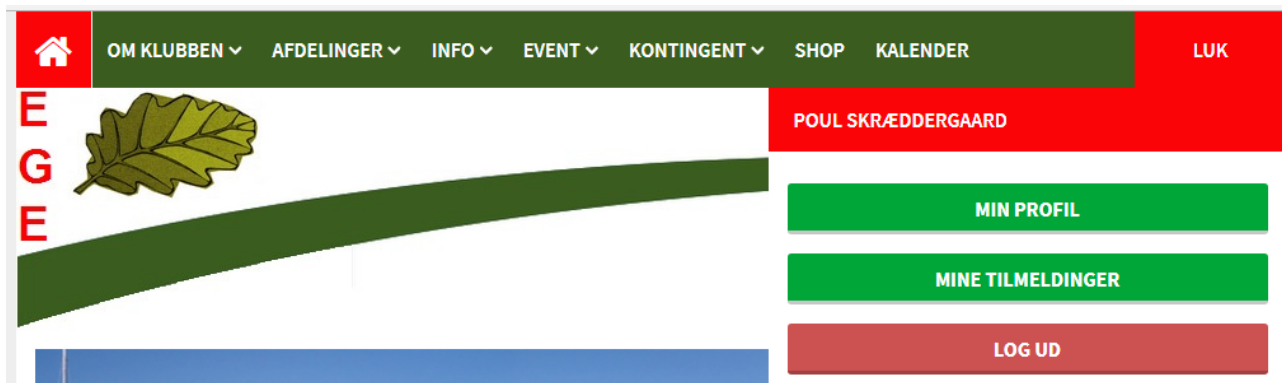 OM KLUBBEN AFDELINGER INFO EVENT KONTINGENT SHOP KALENDER LUK
E
G
E
POUL SKRÆDDERGAARD
MIN PROFIL
MINE TILMELDINGER
LOG UD